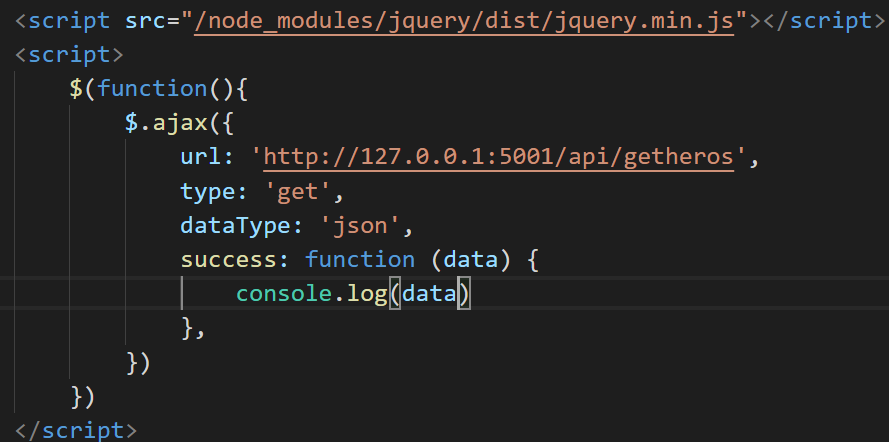 <script src="/node_modules/jquery/dist/jquery.min.js"></script>
<script>
    $(function(){
        $.ajax({
            url: 'http://127.0.0.1:5001/api/getheros',
            type: 'get',
            dataType: 'json',
            success: function (data) {
                console.log(data)
            },
        })
    })
</script>